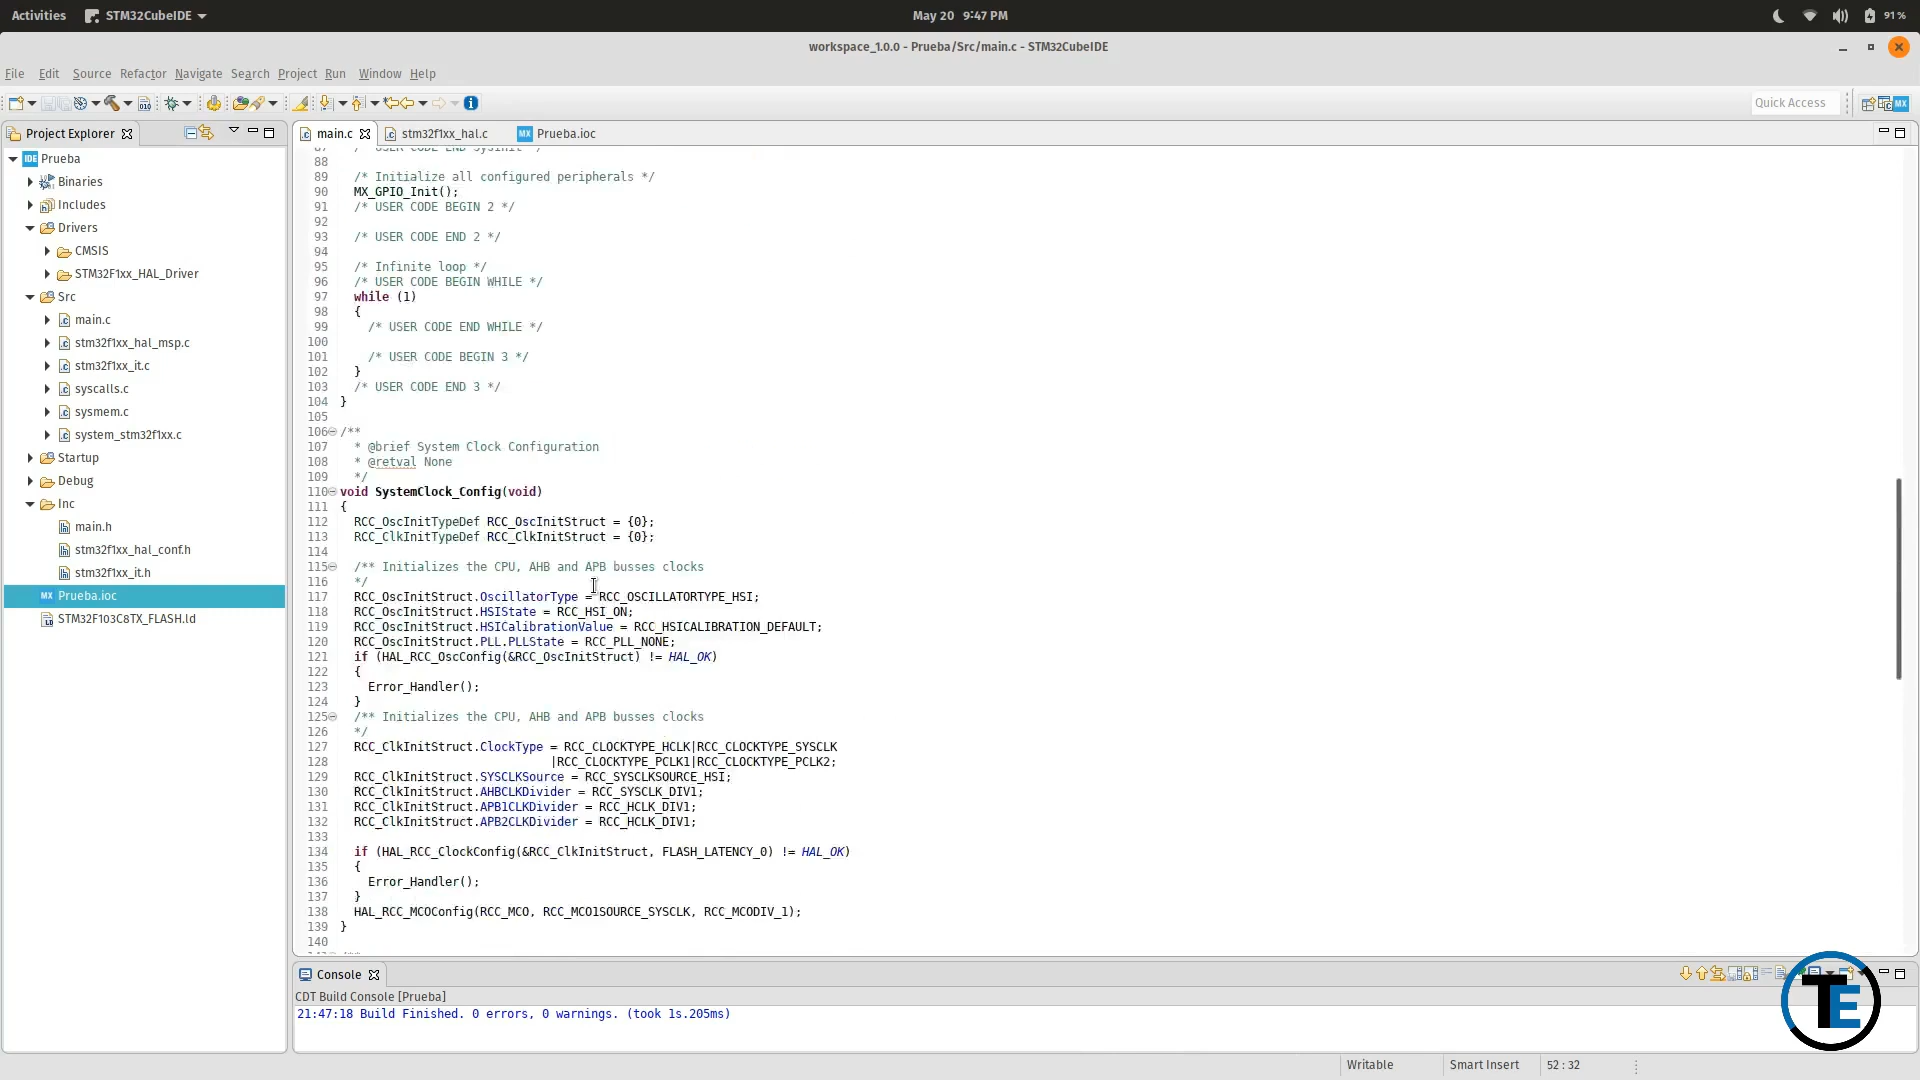 Activities STM32CubeIDE May 20 9:47 PM 91%
workspace_1.0.0 - Prueba/Src/main.c - STM32CubeIDE
File Edit Source Refactor Navigate Search Project Run Window Help
Quick Access
Project Explorer
main.c stm32f1xx_hal.c Prueba.ioc
Prueba
Binaries
Includes
Drivers
CMSIS
STM32F1xx_HAL_Driver
Src
main.c
stm32f1xx_hal_msp.c
stm32f1xx_it.c
syscalls.c
sysmem.c
system_stm32f1xx.c
Startup
Debug
Inc
main.h
stm32f1xx_hal_conf.h
stm32f1xx_it.h
Prueba.ioc
STM32F103C8TX_FLASH.ld
87 /* USER CODE END SysInit */
88
89 /* Initialize all configured peripherals */
90 MX_GPIO_Init();
91 /* USER CODE BEGIN 2 */
92
93 /* USER CODE END 2 */
94
95 /* Infinite loop */
96 /* USER CODE BEGIN WHILE */
97 while (1)
98 {
99 /* USER CODE END WHILE */
100
101 /* USER CODE BEGIN 3 */
102 }
103 /* USER CODE END 3 */
104 }
105
106 /**
107 * @brief System Clock Configuration
108 * @retval None
109 */
110 void SystemClock_Config(void)
111 {
112 RCC_OscInitTypeDef RCC_OscInitStruct = {0};
113 RCC_ClkInitTypeDef RCC_ClkInitStruct = {0};
114
115 /** Initializes the CPU, AHB and APB busses clocks
116 */
117 RCC_OscInitStruct.OscillatorType = RCC_OSCILLATORTYPE_HSI;
118 RCC_OscInitStruct.HSIState = RCC_HSI_ON;
119 RCC_OscInitStruct.HSICalibrationValue = RCC_HSICALIBRATION_DEFAULT;
120 RCC_OscInitStruct.PLL.PLLState = RCC_PLL_NONE;
121 if (HAL_RCC_OscConfig(&RCC_OscInitStruct) != HAL_OK)
122 {
123 Error_Handler();
124 }
125 /** Initializes the CPU, AHB and APB busses clocks
126 */
127 RCC_ClkInitStruct.ClockType = RCC_CLOCKTYPE_HCLK|RCC_CLOCKTYPE_SYSCLK
128 |RCC_CLOCKTYPE_PCLK1|RCC_CLOCKTYPE_PCLK2;
129 RCC_ClkInitStruct.SYSCLKSource = RCC_SYSCLKSOURCE_HSI;
130 RCC_ClkInitStruct.AHBCLKDivider = RCC_SYSCLK_DIV1;
131 RCC_ClkInitStruct.APB1CLKDivider = RCC_HCLK_DIV1;
132 RCC_ClkInitStruct.APB2CLKDivider = RCC_HCLK_DIV1;
133
134 if (HAL_RCC_ClockConfig(&RCC_ClkInitStruct, FLASH_LATENCY_0) != HAL_OK)
135 {
136 Error_Handler();
137 }
138 HAL_RCC_MCOConfig(RCC_MCO, RCC_MCO1SOURCE_SYSCLK, RCC_MCODIV_1);
139 }
140
Console
CDT Build Console [Prueba]
21:47:18 Build Finished. 0 errors, 0 warnings. (took 1s.205ms)
TE
Writable Smart Insert 52 : 32